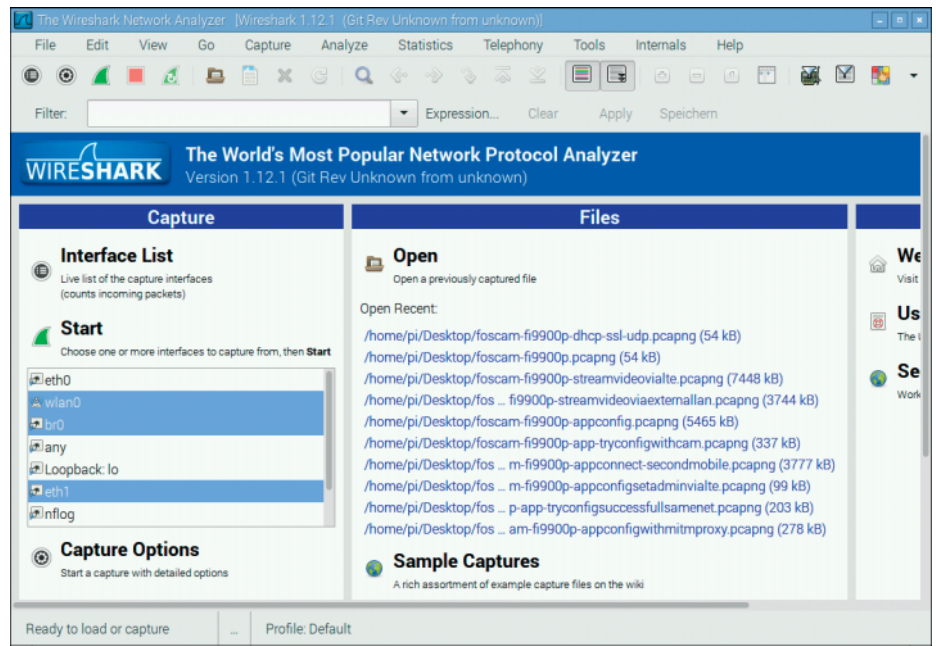 The Wireshark Network Analyzer [Wireshark 1.12.1 (Git Rev Unknown from unknown)]
File Edit View Go Capture Analyze Statistics Telephony Tools Internals Help
Filter: Expression... Clear Apply Speichern
WIRESHARK
The World's Most Popular Network Protocol Analyzer
Version 1.12.1 (Git Rev Unknown from unknown)
Capture
Interface List
Live list of the capture interfaces
(counts incoming packets)
Start
Choose one or more interfaces to capture from, then Start
eth0
wlan0
br0
any
Loopback: lo
eth1
nflog
Capture Options
Start a capture with detailed options
Files
Open
Open a previously captured file
Open Recent:
/home/pi/Desktop/foscam-fi9900p-dhcp-ssl-udp.pcapng (54 kB)
/home/pi/Desktop/foscam-fi9900p.pcapng (54 kB)
/home/pi/Desktop/foscam-fi9900p-streamvideovialte.pcapng (7448 kB)
/home/pi/Desktop/fos ... fi9900p-streamvideoviaexternallan.pcapng (3744 kB)
/home/pi/Desktop/foscam-fi9900p-appconfig.pcapng (5465 kB)
/home/pi/Desktop/foscam-fi9900p-app-tryconfigwithcam.pcapng (337 kB)
/home/pi/Desktop/fos ... m-fi9900p-appconnect-secondmobile.pcapng (3777 kB)
/home/pi/Desktop/fos ... m-fi9900p-appconfigsetadminvialte.pcapng (99 kB)
/home/pi/Desktop/fos ... p-app-tryconfigsuccessfullsamenet.pcapng (203 kB)
/home/pi/Desktop/fos ... am-fi9900p-appconfigwithmitmproxy.pcapng (278 kB)
Sample Captures
A rich assortment of example capture files on the wiki
We
Visit
Us
The
Se
Work
Ready to load or capture ... Profile: Default